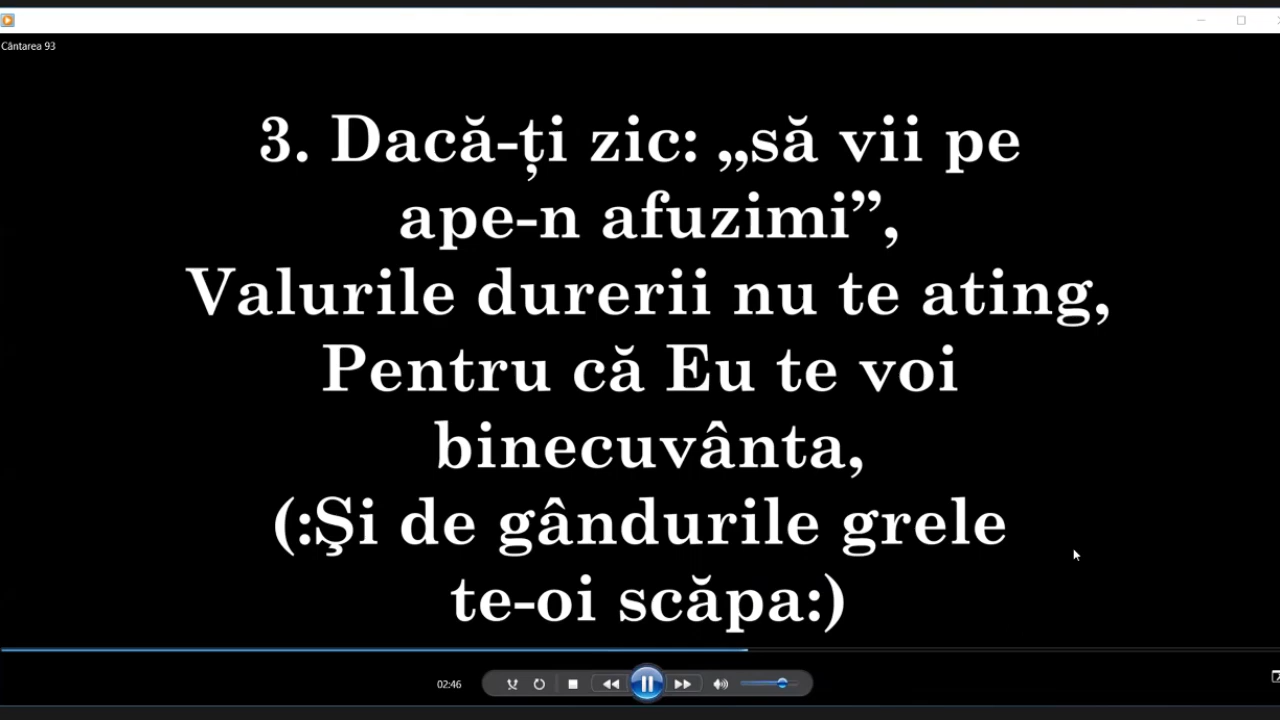 Cântarea 93
3. Dacă-ți zic: „să vii pe
ape-n afuzimi”,
Valurile durerii nu te ating,
Pentru că Eu te voi
binecuvânta,
(:Şi de gândurile grele
te-oi scăpa:)
02:46